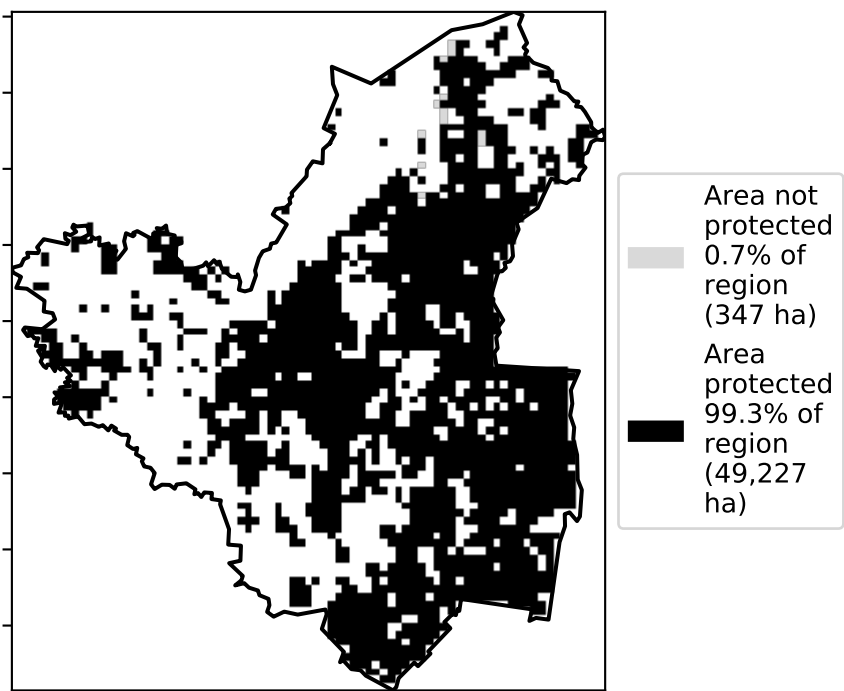 Area not
protected
0.7% of
region
(347 ha)
Area
protected
99.3% of
region
(49,227
ha)